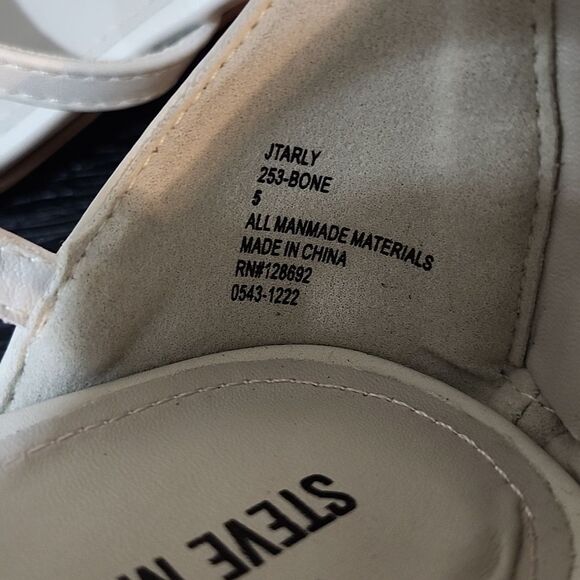 JTARLY
253-BONE
5
ALL MANMADE MATERIALS
MADE IN CHINA
RN#128692
0543-1222
STEVE M